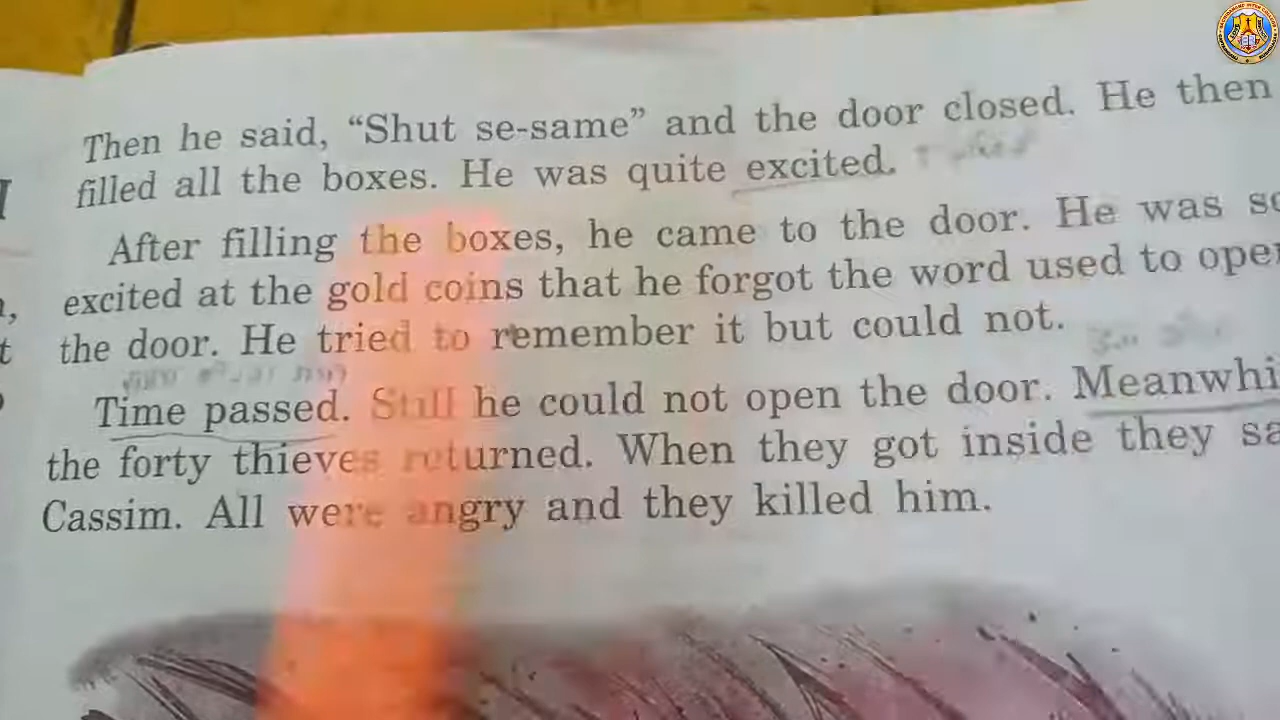 Then he said, “Shut se-same” and the door closed. He then
filled all the boxes. He was quite excited.
After filling the boxes, he came to the door. He was so
excited at the gold coins that he forgot the word used to open
the door. He tried to remember it but could not.
Time passed. Still he could not open the door. Meanwhi
the forty thieves returned. When they got inside they sa
Cassim. All were angry and they killed him.